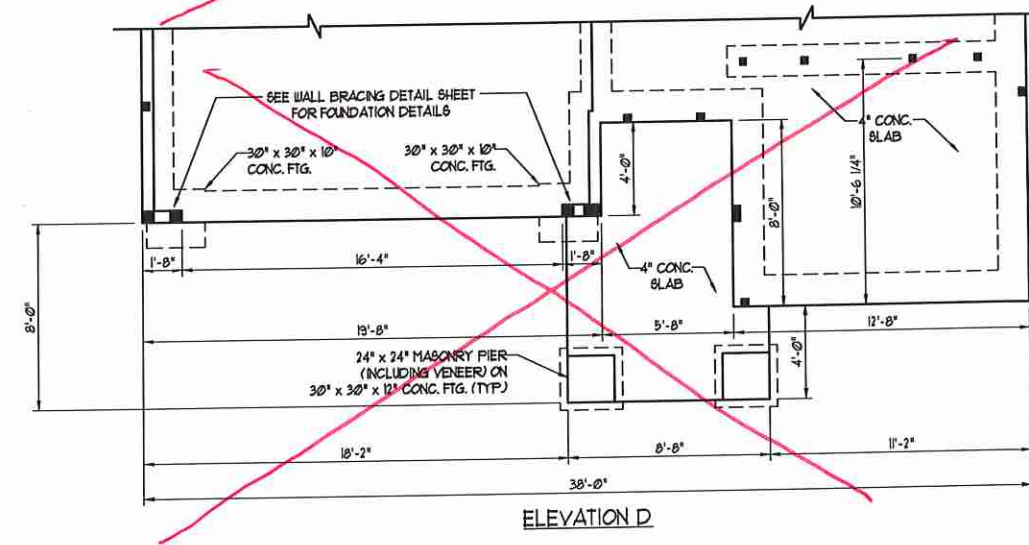 SEE WALL BRACING DETAIL SHEET
FOR FOUNDATION DETAILS
30" x 30" x 10"
CONC. FTG.
30" x 30" x 10"
CONC. FTG.
4'-0"
4" CONC.
SLAB
10'-6 1/4"
8'-0"
1'-8"
16'-4"
1'-8"
4" CONC.
SLAB
8'-0"
19'-8"
5'-8"
12'-8"
24" x 24" MASONRY PIER
(INCLUDING VENEER) ON
30" x 30" x 12" CONC. FTG. (TYP.)
4'-0"
18'-2"
8'-8"
11'-2"
38'-0"
ELEVATION D